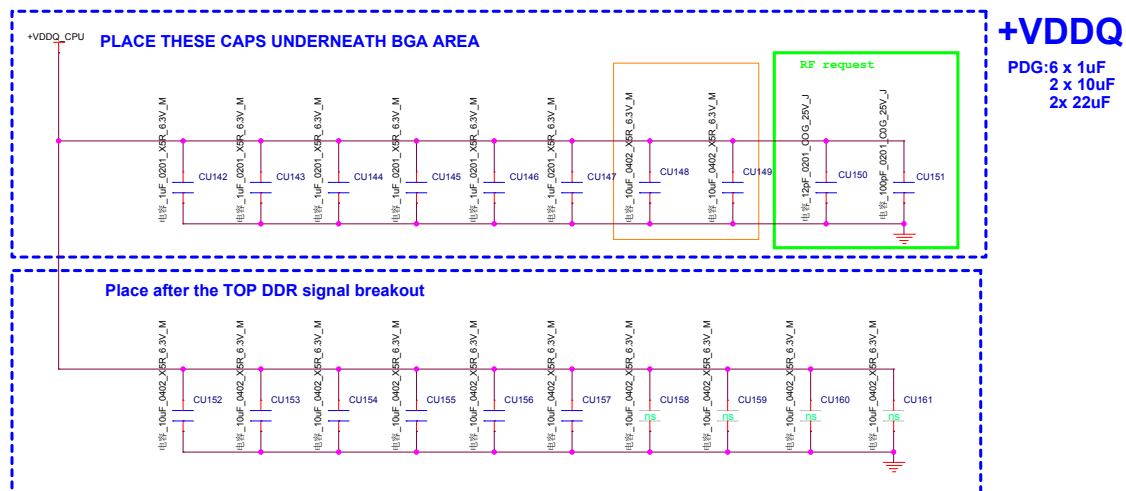 +VDDQ_CPU
PLACE THESE CAPS UNDERNEATH BGA AREA
+VDDQ
PDG:6 x 1uF
2 x 10uF
2x 22uF
RF request
电容_1uF_0201_X5R_6.3V_M
CU142
电容_1uF_0201_X5R_6.3V_M
CU143
电容_1uF_0201_X5R_6.3V_M
CU144
电容_1uF_0201_X5R_6.3V_M
CU145
电容_1uF_0201_X5R_6.3V_M
CU146
电容_1uF_0201_X5R_6.3V_M
CU147
电容_10uF_0402_X5R_6.3V_M
CU148
电容_10uF_0402_X5R_6.3V_M
CU149
电容_12pF_0201_COG_25V_J
CU150
电容_100pF_0201_C0G_25V_J
CU151
Place after the TOP DDR signal breakout
电容_10uF_0402_X5R_6.3V_M
CU152
电容_10uF_0402_X5R_6.3V_M
CU153
电容_10uF_0402_X5R_6.3V_M
CU154
电容_10uF_0402_X5R_6.3V_M
CU155
电容_10uF_0402_X5R_6.3V_M
CU156
电容_10uF_0402_X5R_6.3V_M
CU157
电容_10uF_0402_X5R_6.3V_M
CU158
ns
电容_10uF_0402_X5R_6.3V_M
CU159
ns
电容_10uF_0402_X5R_6.3V_M
CU160
ns
电容_10uF_0402_X5R_6.3V_M
CU161
ns